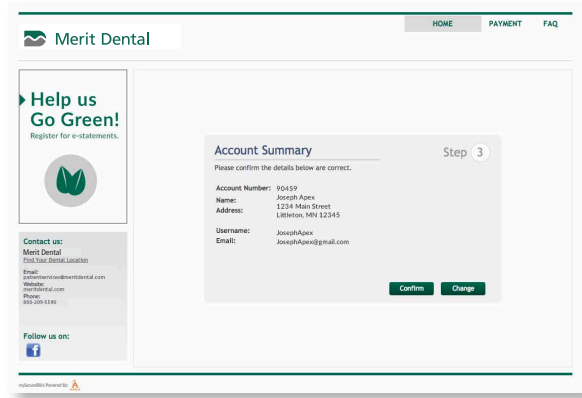 HOME PAYMENT FAQ
Merit Dental
Help us
Go Green!
Register for e-statements.
Account Summary
Step 3
Please confirm the details below are correct.
Account Number: 90459
Name: Joseph Apex
Address: 1234 Main Street
Littleton, MN 12345
Username: JosephApex
Email: JosephApex@gmail.com
Confirm Change
Contact us:
Merit Dental
Find Your Dental Location
Email:
patientservices@meritdental.com
Website:
meritdental.com
Phone:
Follow us on:
f
Powered By: